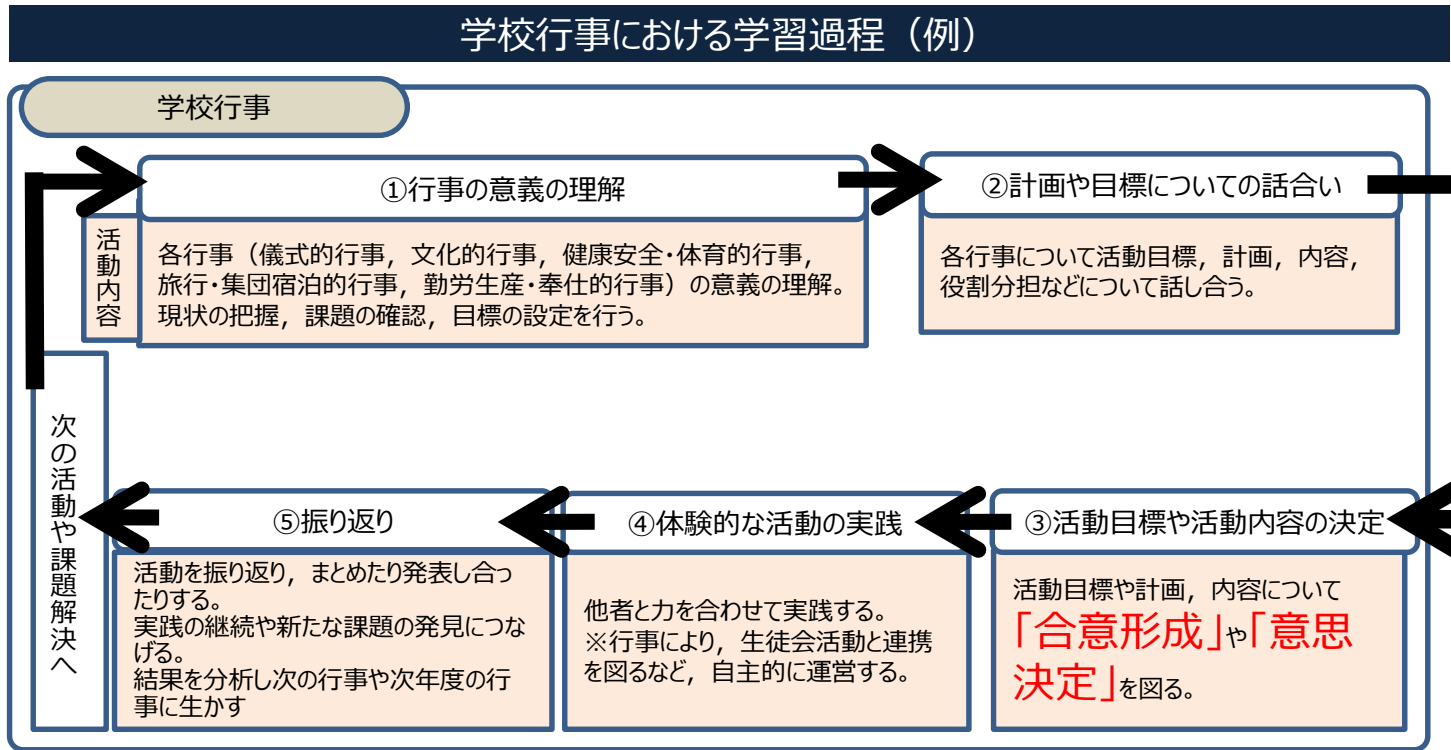 学校行事における学習過程（例）
学校行事
①行事の意義の理解
活動内容
各行事（儀式的行事，文化的行事，健康安全・体育的行事，
旅行・集団宿泊的行事，勤労生産・奉仕的行事）の意義の理解。
現状の把握，課題の確認，目標の設定を行う。
②計画や目標についての話合い
各行事について活動目標，計画，内容，
役割分担などについて話し合う。
③活動目標や活動内容の決定
活動目標や計画，内容について
「合意形成」や「意思
決定」を図る。
④体験的な活動の実践
他者と力を合わせて実践する。
※行事により，生徒会活動と連携
を図るなど，自主的に運営する。
⑤振り返り
活動を振り返り，まとめたり発表し合っ
たりする。
実践の継続や新たな課題の発見につな
げる。
結果を分析し次の行事や次年度の行
事に生かす
次の活動や課題解決へ